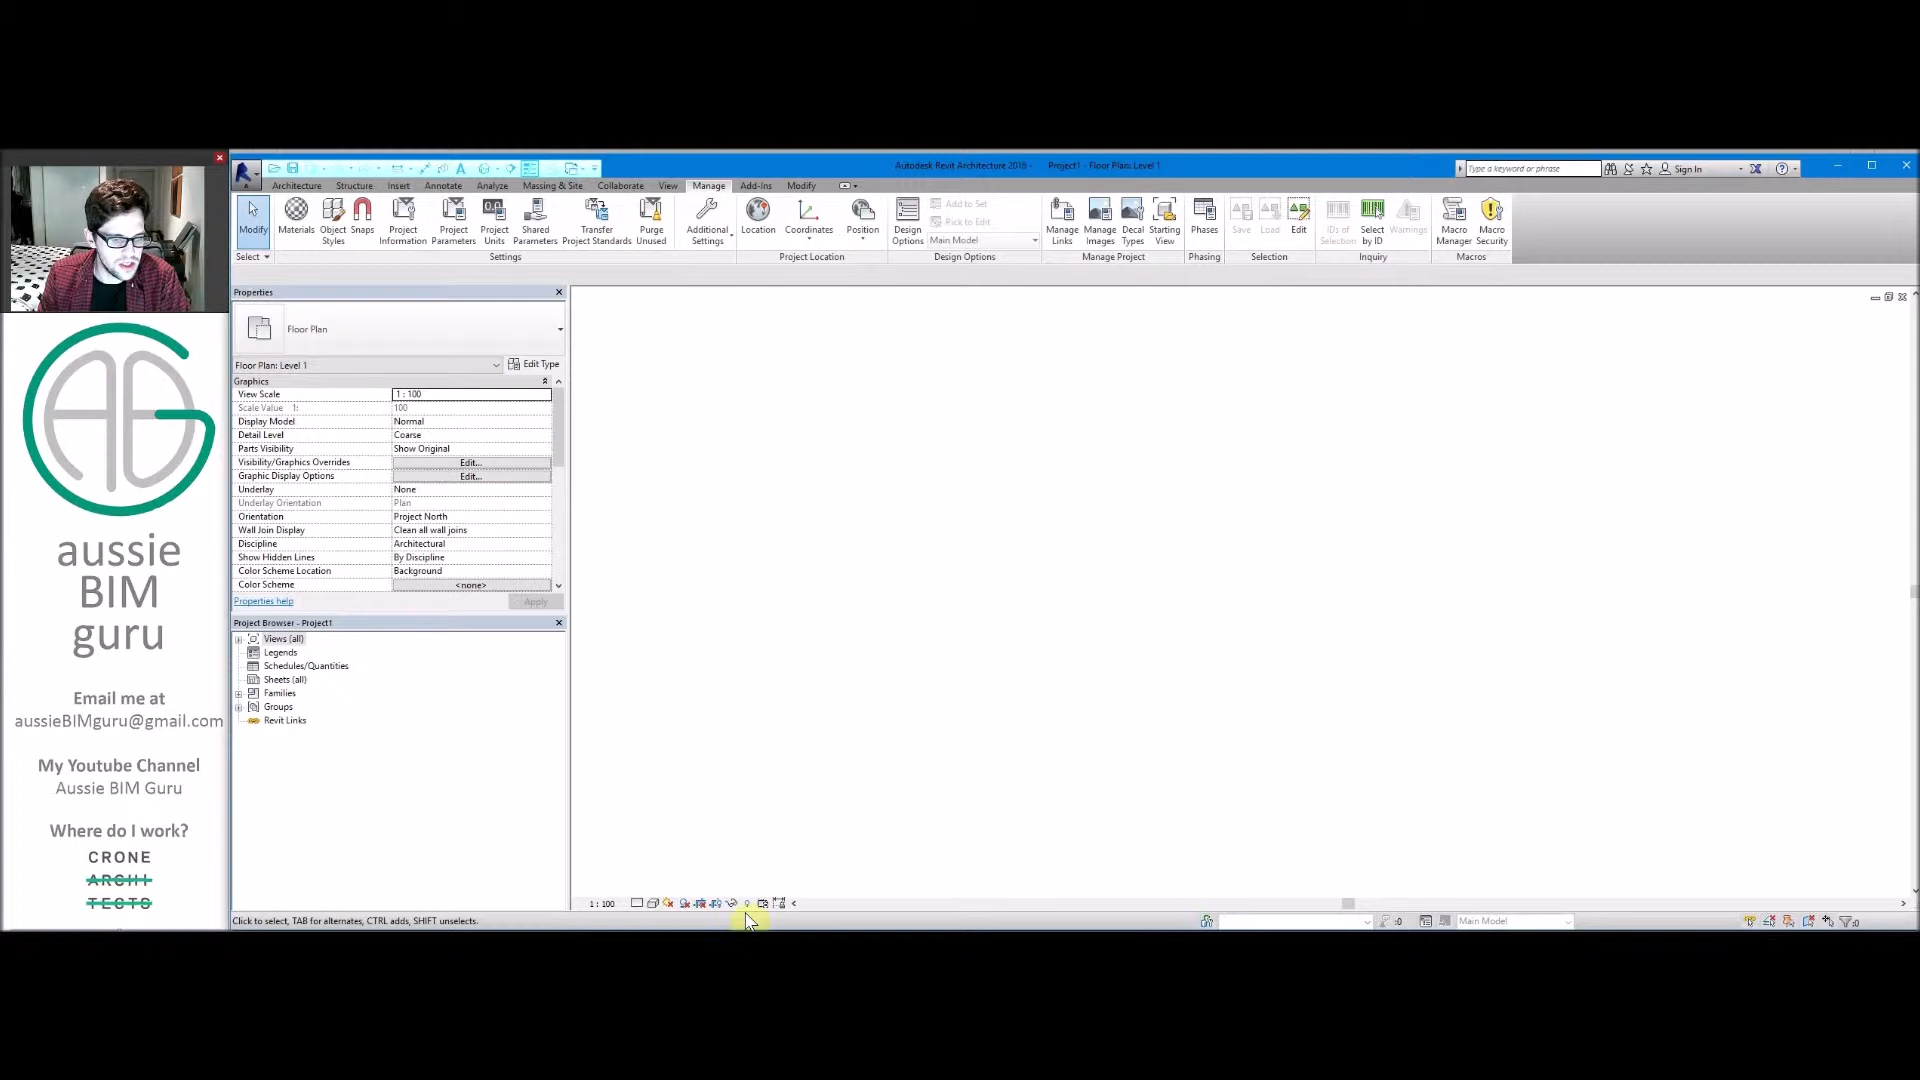 Autodesk Revit Architecture 2016 - Project1 - Floor Plan: Level 1
Type a keyword or phrase
Sign In
Architecture Structure Insert Annotate Analyze Massing & Site Collaborate View Manage Add-Ins Modify
Modify
Materials
Object Styles
Snaps
Project Information
Project Parameters
Project Units
Shared Parameters
Transfer Project Standards
Purge Unused
Additional Settings
Location
Coordinates
Position
Design Options
Add to Set
Pick to Edit
Main Model
Manage Links
Manage Images
Decal Types
Starting View
Phases
Save
Load
Edit
IDs of Selection
Select by ID
Warnings
Macro Manager
Macro Security
Select
Settings
Project Location
Design Options
Manage Project
Phasing
Selection
Inquiry
Macros
Properties
Floor Plan
Floor Plan: Level 1
Edit Type
Graphics
View Scale 1 : 100
Scale Value 1: 100
Display Model Normal
Detail Level Coarse
Parts Visibility Show Original
Visibility/Graphics Overrides Edit...
Graphic Display Options Edit...
Underlay None
Underlay Orientation Plan
Orientation Project North
Wall Join Display Clean all wall joins
Discipline Architectural
Show Hidden Lines By Discipline
Color Scheme Location Background
Color Scheme <none>
Properties help
Apply
Project Browser - Project1
Views (all)
Legends
Schedules/Quantities
Sheets (all)
Families
Groups
Revit Links
1 : 100
Click to select, TAB for alternates, CTRL adds, SHIFT unselects.
:0
Main Model
:0
AG
aussie
BIM
guru
Email me at
aussieBIMguru@gmail.com
My Youtube Channel
Aussie BIM Guru
Where do I work?
CRONE
ARCHI
TECTS